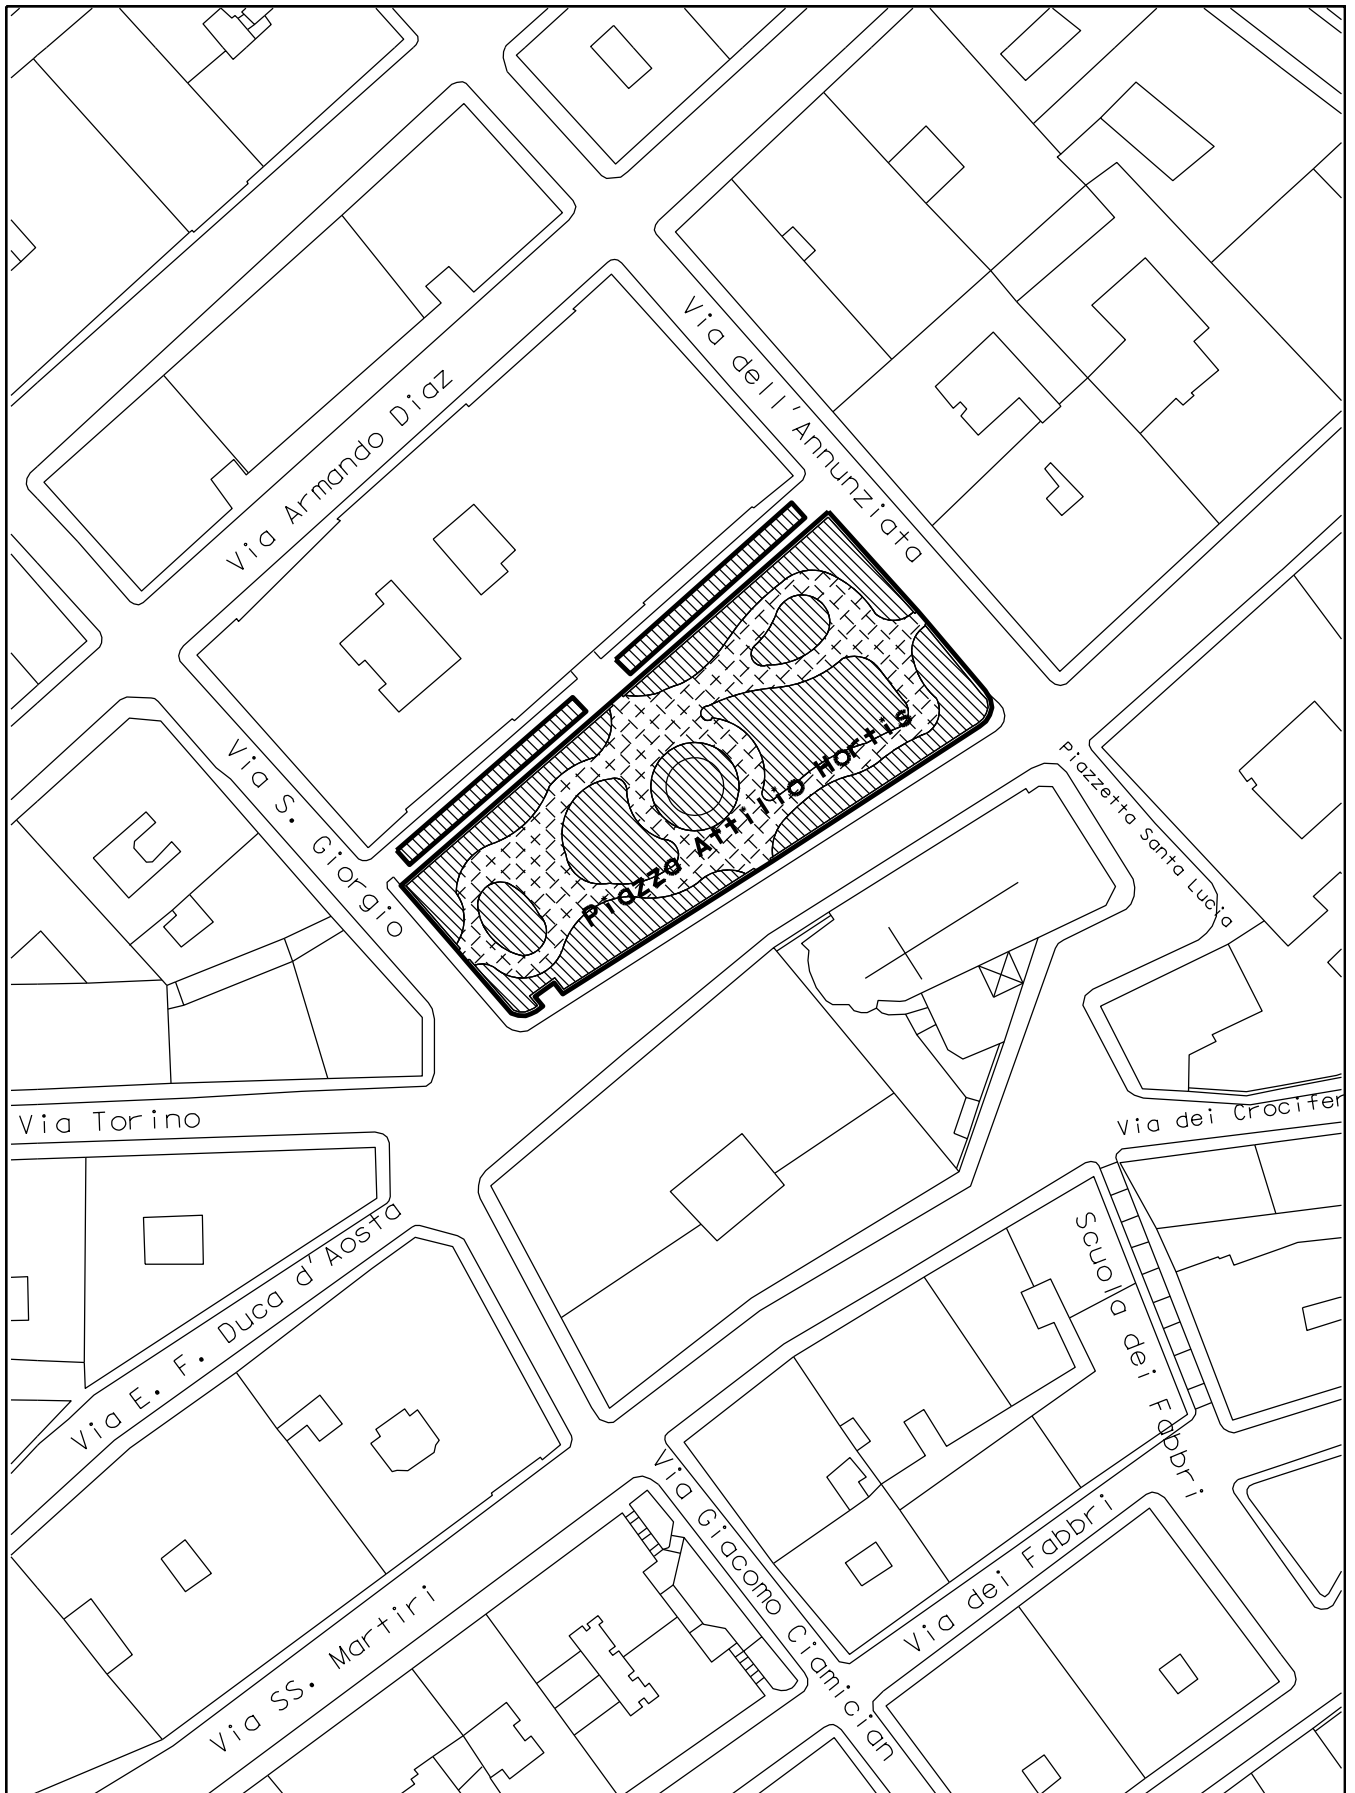 Via dell'Annunziata
Via Armando Diaz
Piazza Attilio Hortis
Via S. Giorgio
Piazzetta Santa Lucia
Via Torino
Via dei Crocifer
Via E. F. Duca d'Aosta
Scuola dei Fabbri
Via Giacomo Ciamician
Via dei Fabbri
Via SS. Martiri